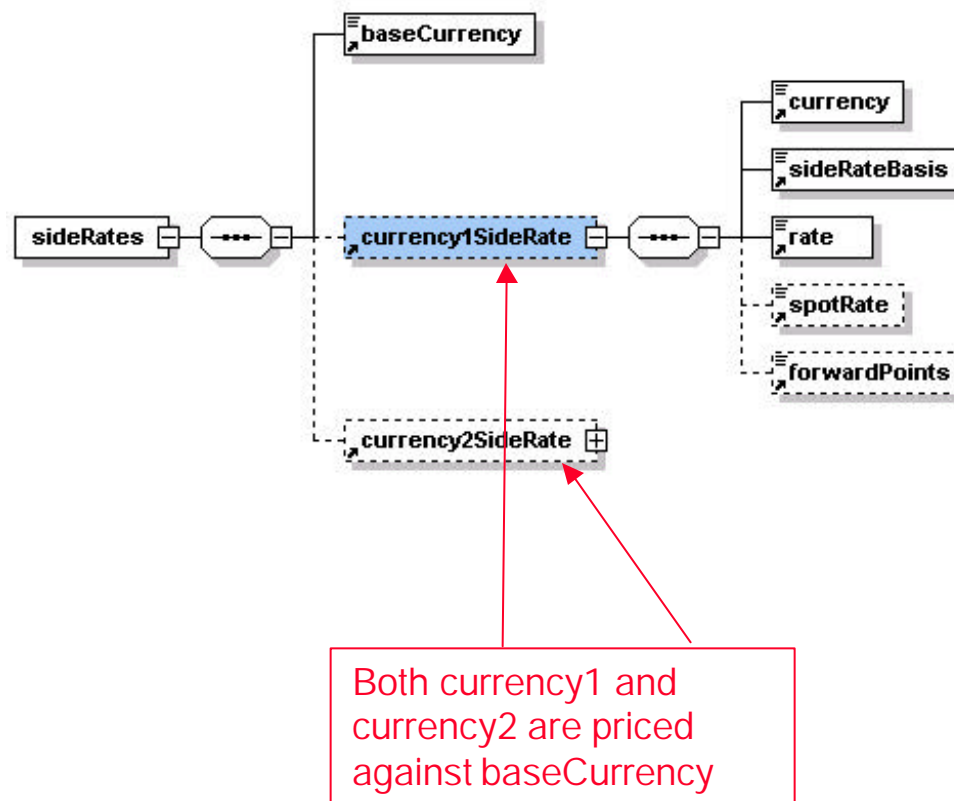 baseCurrency
currency
sideRateBasis
sideRates
currency1SideRate
rate
spotRate
forwardPoints
currency2SideRate
Both currency1 and
currency2 are priced
against baseCurrency